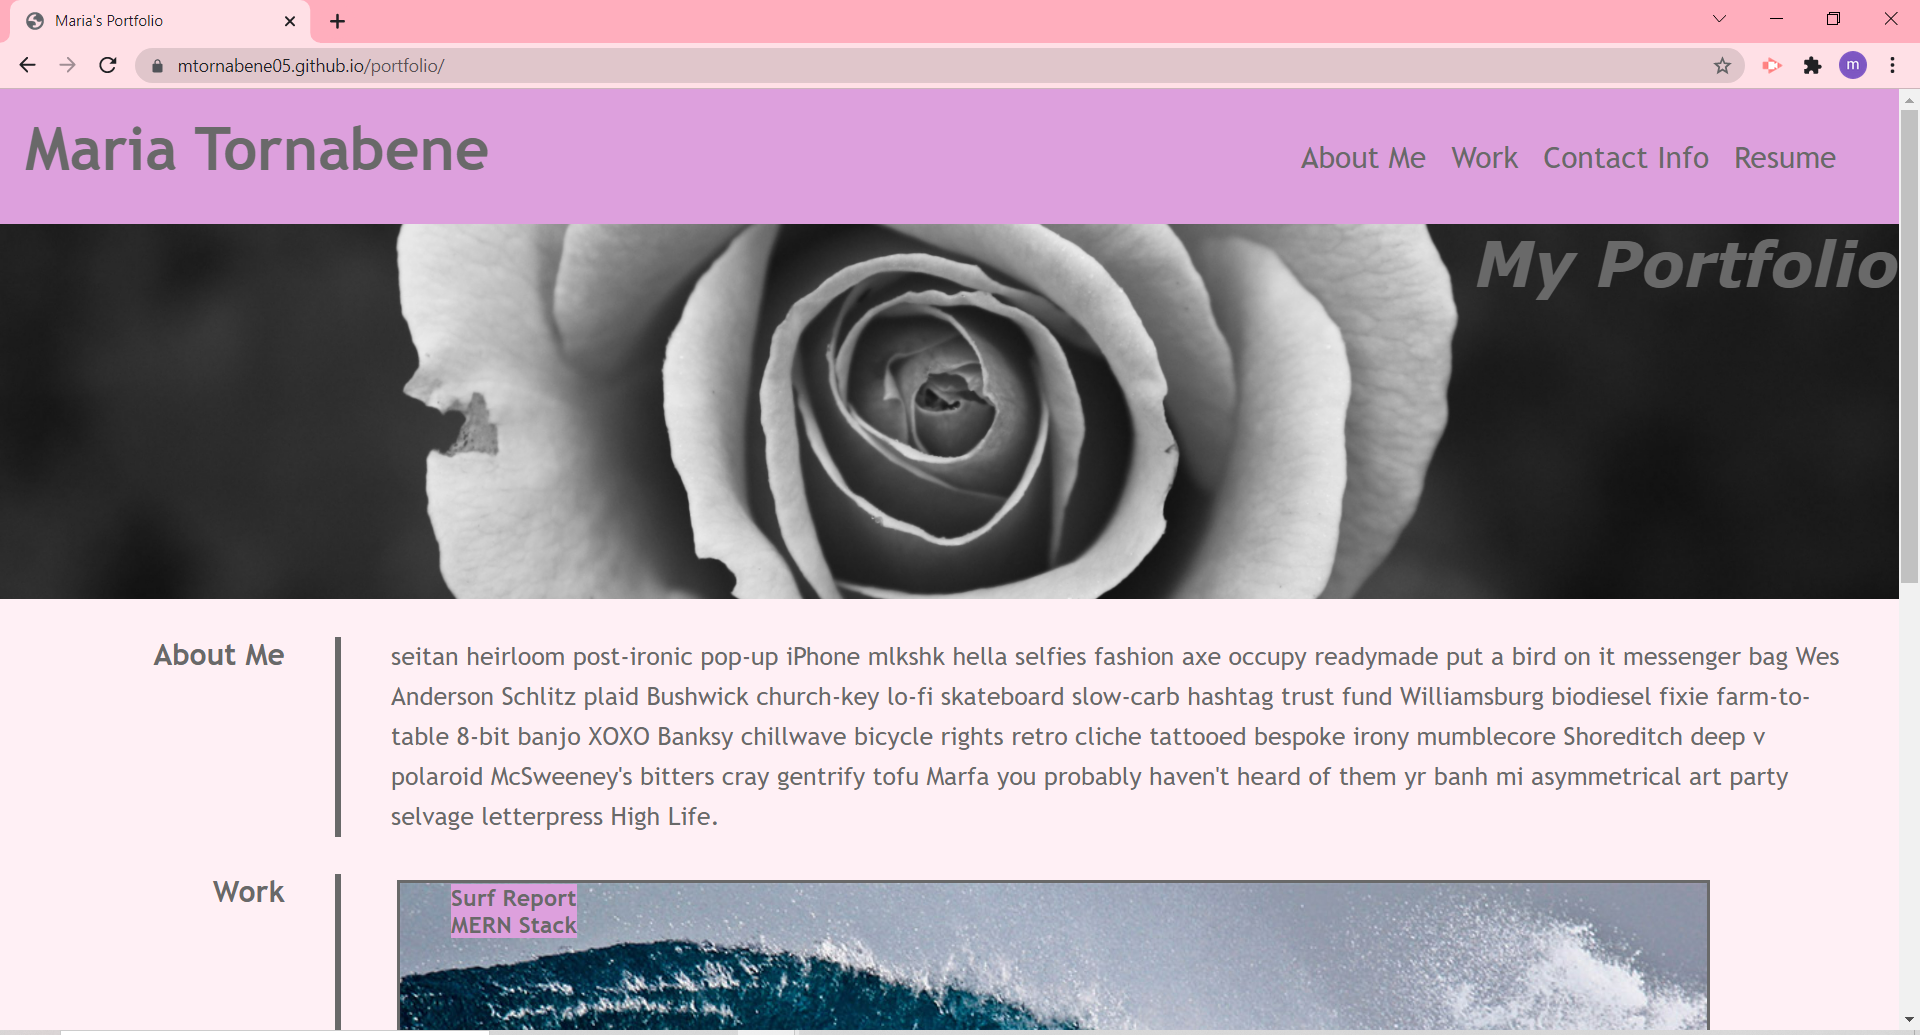 Maria's Portfolio
mtornabene05.github.io/portfolio/
m
Maria Tornabene
About Me Work Contact Info Resume
My Portfolio
About Me
seitan heirloom post-ironic pop-up iPhone mlkshk hella selfies fashion axe occupy readymade put a bird on it messenger bag Wes
Anderson Schlitz plaid Bushwick church-key lo-fi skateboard slow-carb hashtag trust fund Williamsburg biodiesel fixie farm-to-
table 8-bit banjo XOXO Banksy chillwave bicycle rights retro cliche tattooed bespoke irony mumblecore Shoreditch deep v
polaroid McSweeney's bitters cray gentrify tofu Marfa you probably haven't heard of them yr banh mi asymmetrical art party
selvage letterpress High Life.
Work
Surf Report
MERN Stack